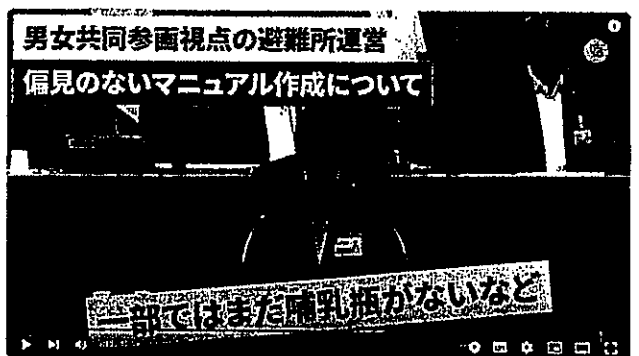 男女共同参画視点の避難所運営
偏見のないマニュアル作成について
一部ではまだ哺乳瓶がないなど